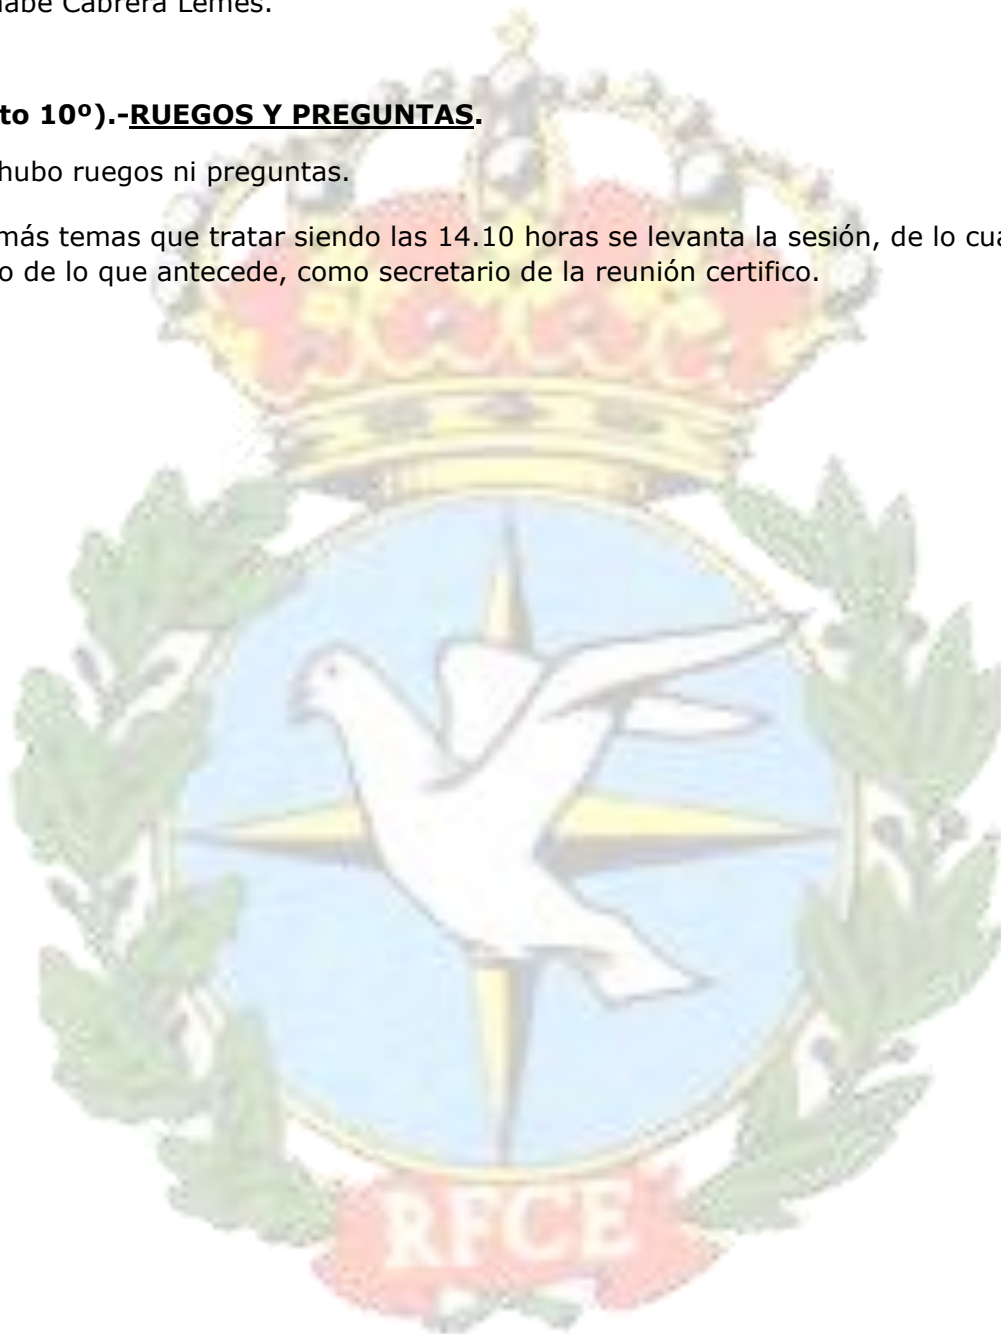 nabé Cabrera Lemes.
to 10º).-RUEGOS Y PREGUNTAS.
hubo ruegos ni preguntas.
más temas que tratar siendo las 14.10 horas se levanta la sesión, de lo cua
o de lo que antecede, como secretario de la reunión certifico.
RFCE